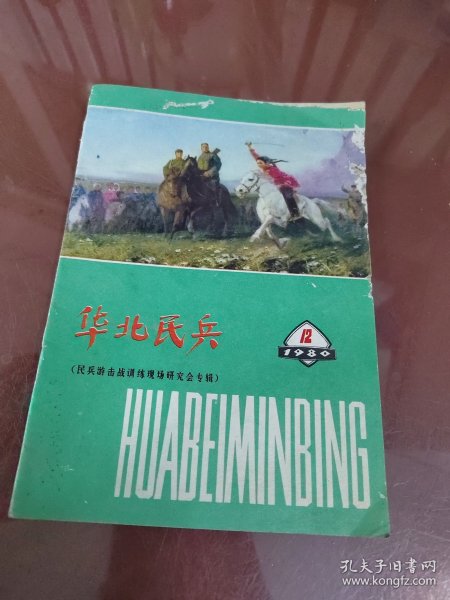 华北民兵
12
1980
(民兵游击战训练现场研究会专辑)
HUABEIMINBING
孔夫子旧书网
www.kongfz.com